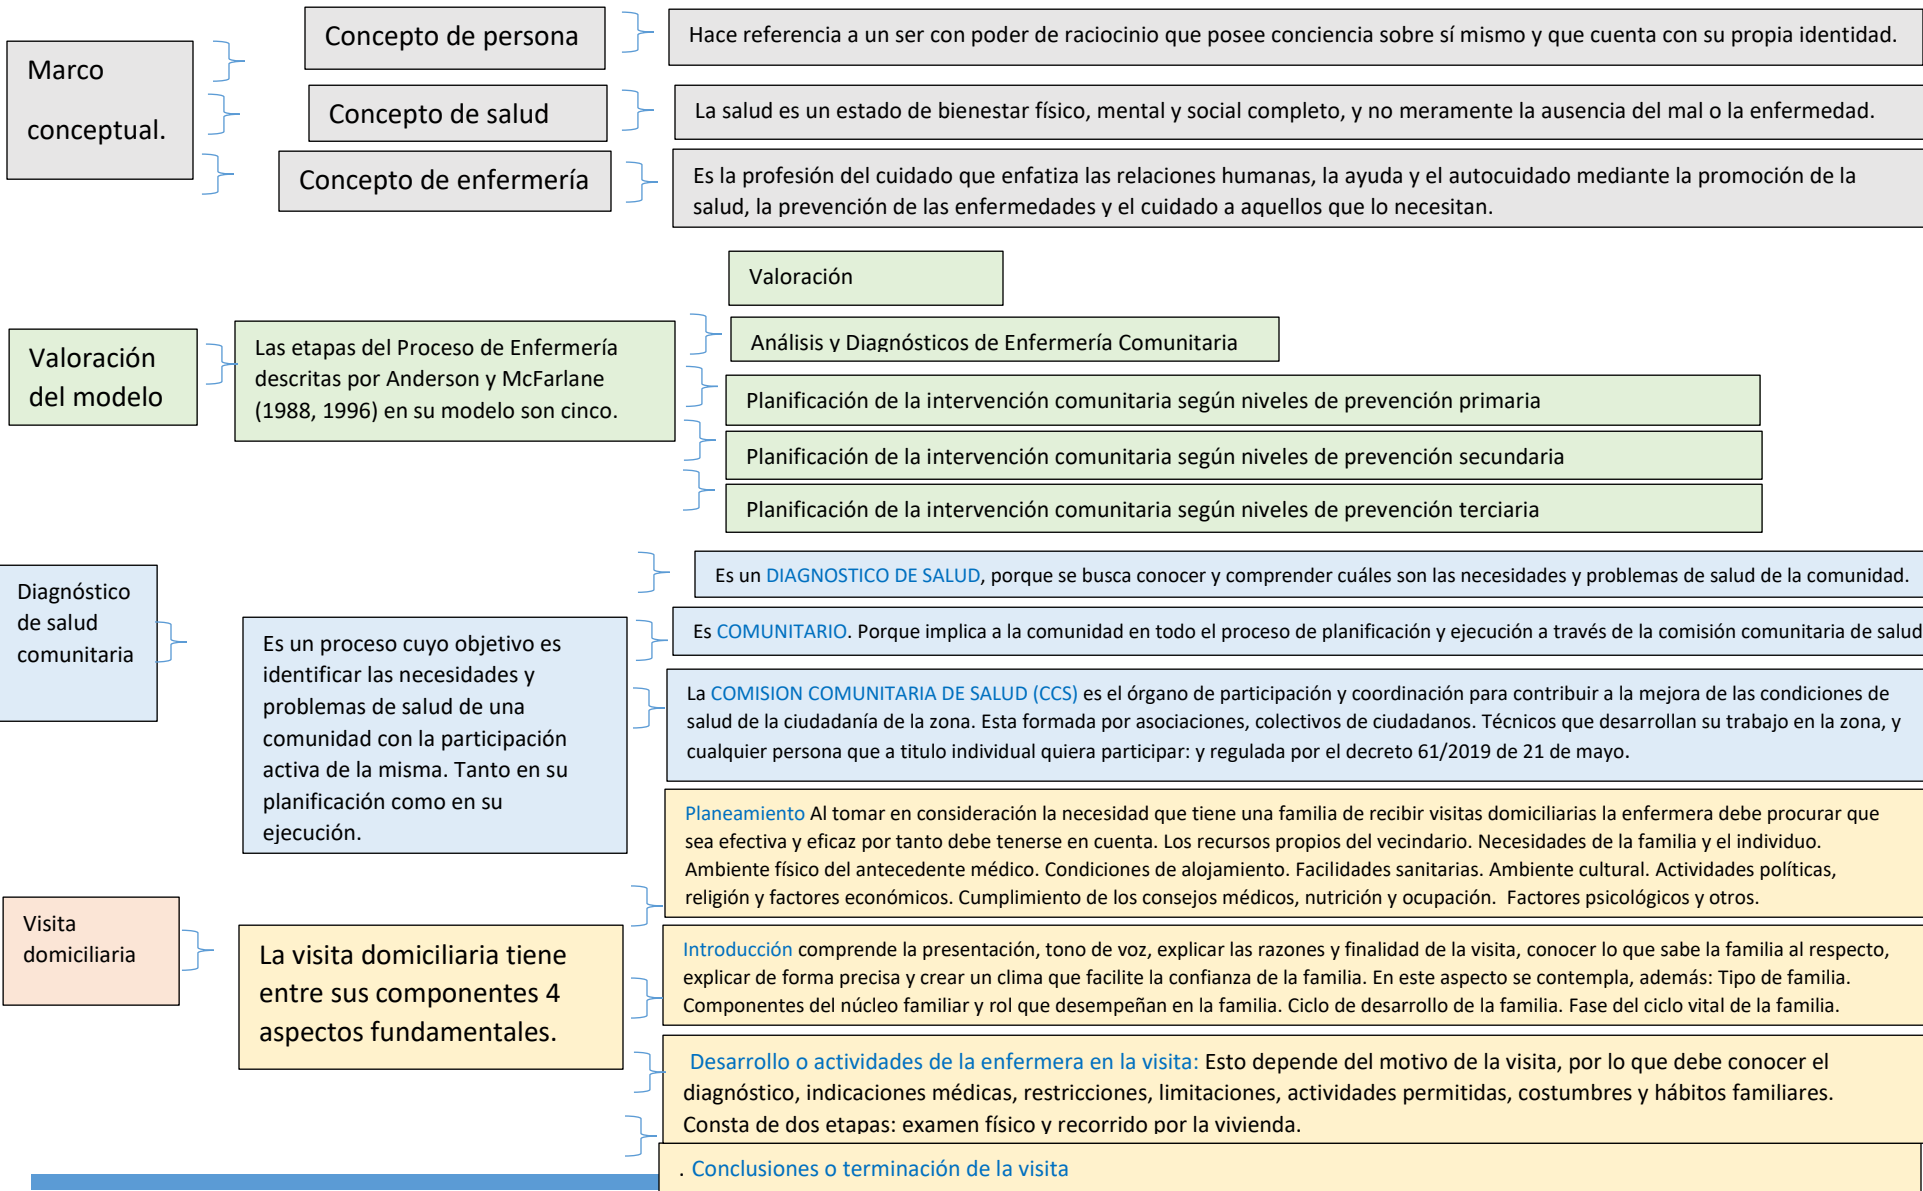 Marco
conceptual.
Concepto de persona
Hace referencia a un ser con poder de raciocinio que posee conciencia sobre sí mismo y que cuenta con su propia identidad.
Concepto de salud
La salud es un estado de bienestar físico, mental y social completo, y no meramente la ausencia del mal o la enfermedad.
Concepto de enfermería
Es la profesión del cuidado que enfatiza las relaciones humanas, la ayuda y el autocuidado mediante la promoción de la
salud, la prevención de las enfermedades y el cuidado a aquellos que lo necesitan.
Valoración
del modelo
Las etapas del Proceso de Enfermería
descritas por Anderson y McFarlane
(1988, 1996) en su modelo son cinco.
Valoración
Análisis y Diagnósticos de Enfermería Comunitaria
Planificación de la intervención comunitaria según niveles de prevención primaria
Planificación de la intervención comunitaria según niveles de prevención secundaria
Planificación de la intervención comunitaria según niveles de prevención terciaria
Diagnóstico
de salud
comunitaria
Es un proceso cuyo objetivo es
identificar las necesidades y
problemas de salud de una
comunidad con la participación
activa de la misma. Tanto en su
planificación como en su
ejecución.
Es un DIAGNOSTICO DE SALUD, porque se busca conocer y comprender cuáles son las necesidades y problemas de salud de la comunidad.
Es COMUNITARIO. Porque implica a la comunidad en todo el proceso de planificación y ejecución a través de la comisión comunitaria de salud
La COMISION COMUNITARIA DE SALUD (CCS) es el órgano de participación y coordinación para contribuir a la mejora de las condiciones de
salud de la ciudadanía de la zona. Esta formada por asociaciones, colectivos de ciudadanos. Técnicos que desarrollan su trabajo en la zona, y
cualquier persona que a titulo individual quiera participar: y regulada por el decreto 61/2019 de 21 de mayo.
Visita
domiciliaria
La visita domiciliaria tiene
entre sus componentes 4
aspectos fundamentales.
Planeamiento Al tomar en consideración la necesidad que tiene una familia de recibir visitas domiciliarias la enfermera debe procurar que
sea efectiva y eficaz por tanto debe tenerse en cuenta. Los recursos propios del vecindario. Necesidades de la familia y el individuo.
Ambiente físico del antecedente médico. Condiciones de alojamiento. Facilidades sanitarias. Ambiente cultural. Actividades políticas,
religión y factores económicos. Cumplimiento de los consejos médicos, nutrición y ocupación. Factores psicológicos y otros.
Introducción comprende la presentación, tono de voz, explicar las razones y finalidad de la visita, conocer lo que sabe la familia al respecto,
explicar de forma precisa y crear un clima que facilite la confianza de la familia. En este aspecto se contempla, además: Tipo de familia.
Componentes del núcleo familiar y rol que desempeñan en la familia. Ciclo de desarrollo de la familia. Fase del ciclo vital de la familia.
Desarrollo o actividades de la enfermera en la visita: Esto depende del motivo de la visita, por lo que debe conocer el
diagnóstico, indicaciones médicas, restricciones, limitaciones, actividades permitidas, costumbres y hábitos familiares.
Consta de dos etapas: examen físico y recorrido por la vivienda.
. Conclusiones o terminación de la visita